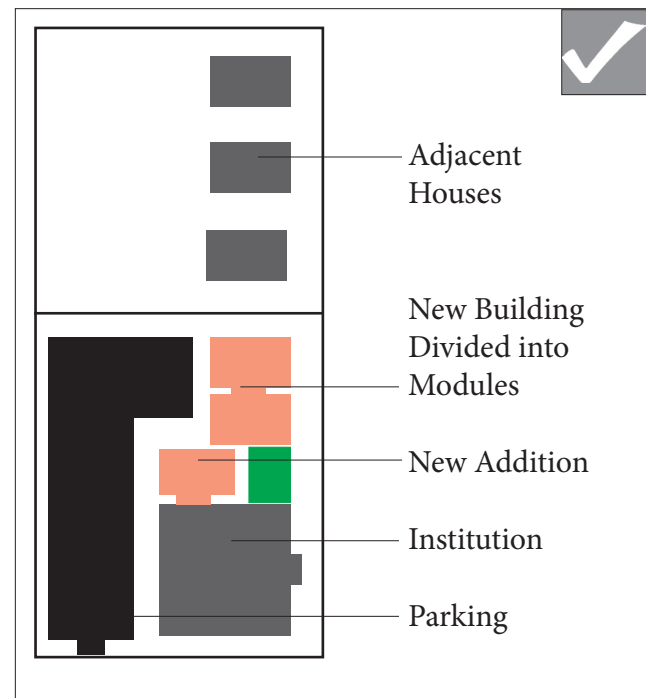 Adjacent
Houses
New Building
Divided into
Modules
New Addition
Institution
Parking